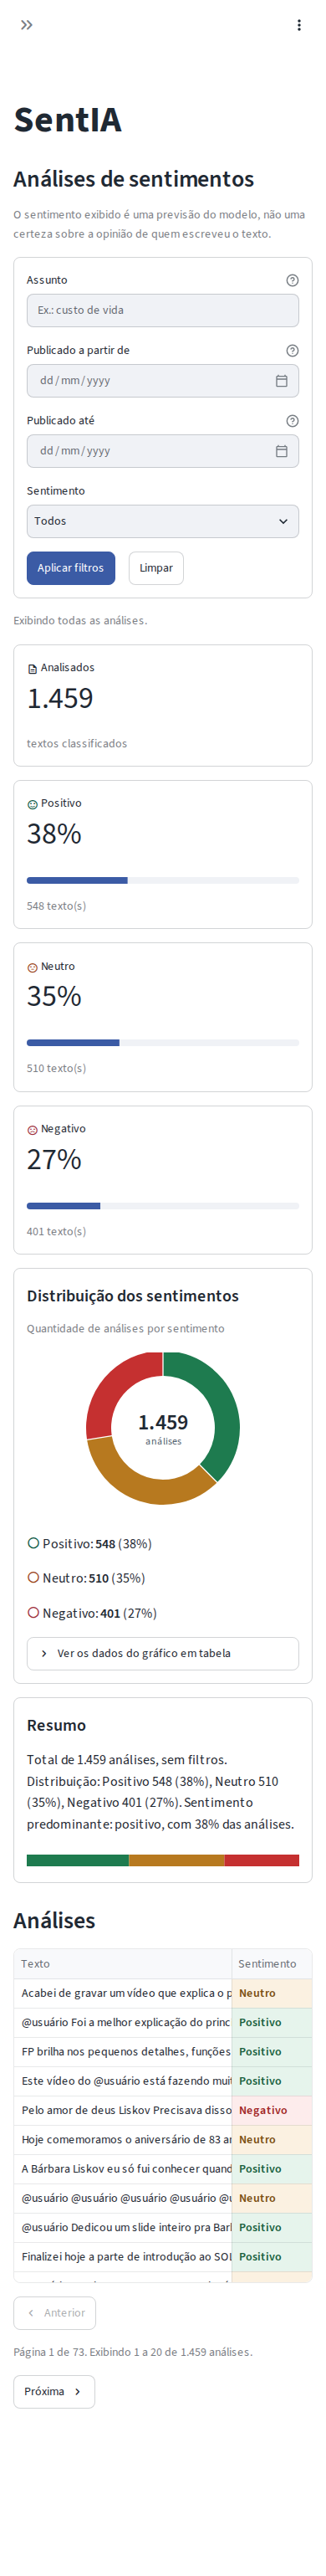 SentIA
Análises de sentimentos
O sentimento exibido é uma previsão do modelo, não uma
certeza sobre a opinião de quem escreveu o texto.
Assunto
Ex.: custo de vida
Publicado a partir de
dd/mm/yyyy
Publicado até
dd/mm/yyyy
Sentimento
Todos
Aplicar filtros
Limpar
Exibindo todas as análises.
Analisados
1.459
textos classificados
Positivo
38%
548 texto(s)
Neutro
35%
510 texto(s)
Negativo
27%
401 texto(s)
Distribuição dos sentimentos
Quantidade de análises por sentimento
1.459
análises
Positivo: 548 (38%)
Neutro: 510 (35%)
Negativo: 401 (27%)
Ver os dados do gráfico em tabela
Resumo
Total de 1.459 análises, sem filtros.
Distribuição: Positivo 548 (38%), Neutro 510
(35%), Negativo 401 (27%). Sentimento
predominante: positivo, com 38% das análises.
Análises
Texto Sentimento
Acabei de gravar um vídeo que explica o p Neutro
@usuário Foi a melhor explicação do princ Positivo
FP brilha nos pequenos detalhes, funções Positivo
Este vídeo do @usuário está fazendo muit Positivo
Pelo amor de deus Liskov Precisava disso Negativo
Hoje comemoramos o aniversário de 83 an Neutro
A Bárbara Liskov eu só fui conhecer quand Positivo
@usuário @usuário @usuário @usuário @u Neutro
@usuário Dedicou um slide inteiro pra Bar Positivo
Finalizei hoje a parte de introdução ao SOL Positivo
Anterior
Página 1 de 73. Exibindo 1 a 20 de 1.459 análises.
Próxima